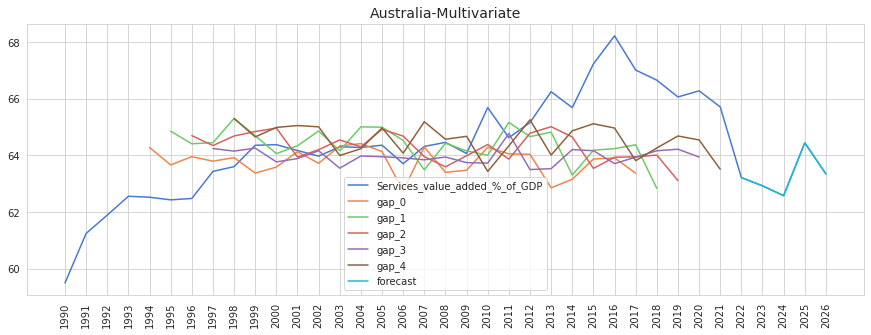 Australia-Multivariate
68
66
64
62
60
Services_value_added_%_of_GDP
gap_0
gap_1
gap_2
gap_3
gap_4
forecast
1990 1991 1992 1993 1994 1995 1996 1997 1998 1999 2000 2001 2002 2003 2004 2005 2006 2007 2008 2009 2010 2011 2012 2013 2014 2015 2016 2017 2018 2019 2020 2021 2022 2023 2024 2025 2026